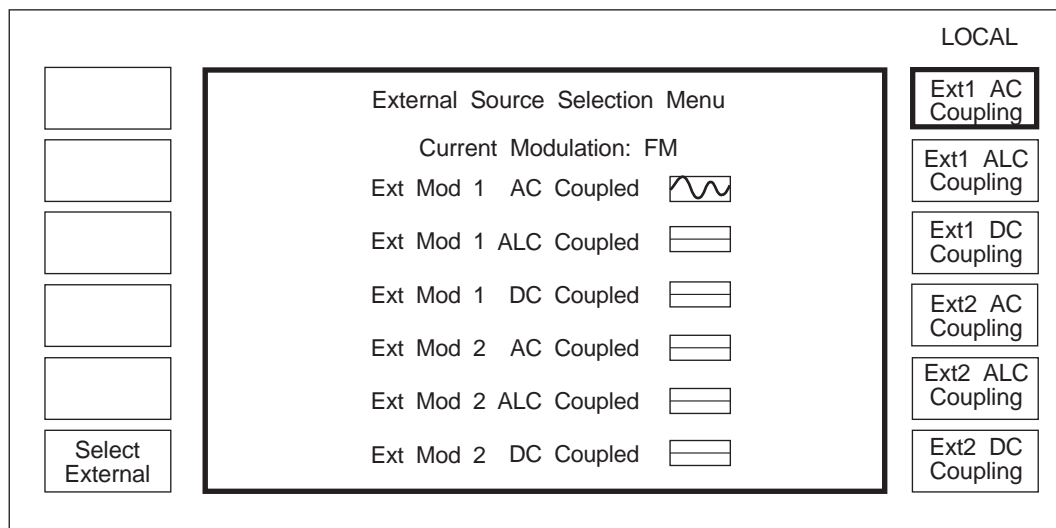 LOCAL
External Source Selection Menu
Current Modulation: FM
Ext Mod 1 AC Coupled
Ext Mod 1 ALC Coupled
Ext Mod 1 DC Coupled
Ext Mod 2 AC Coupled
Ext Mod 2 ALC Coupled
Ext Mod 2 DC Coupled
Select
External
Ext1 AC
Coupling
Ext1 ALC
Coupling
Ext1 DC
Coupling
Ext2 AC
Coupling
Ext2 ALC
Coupling
Ext2 DC
Coupling